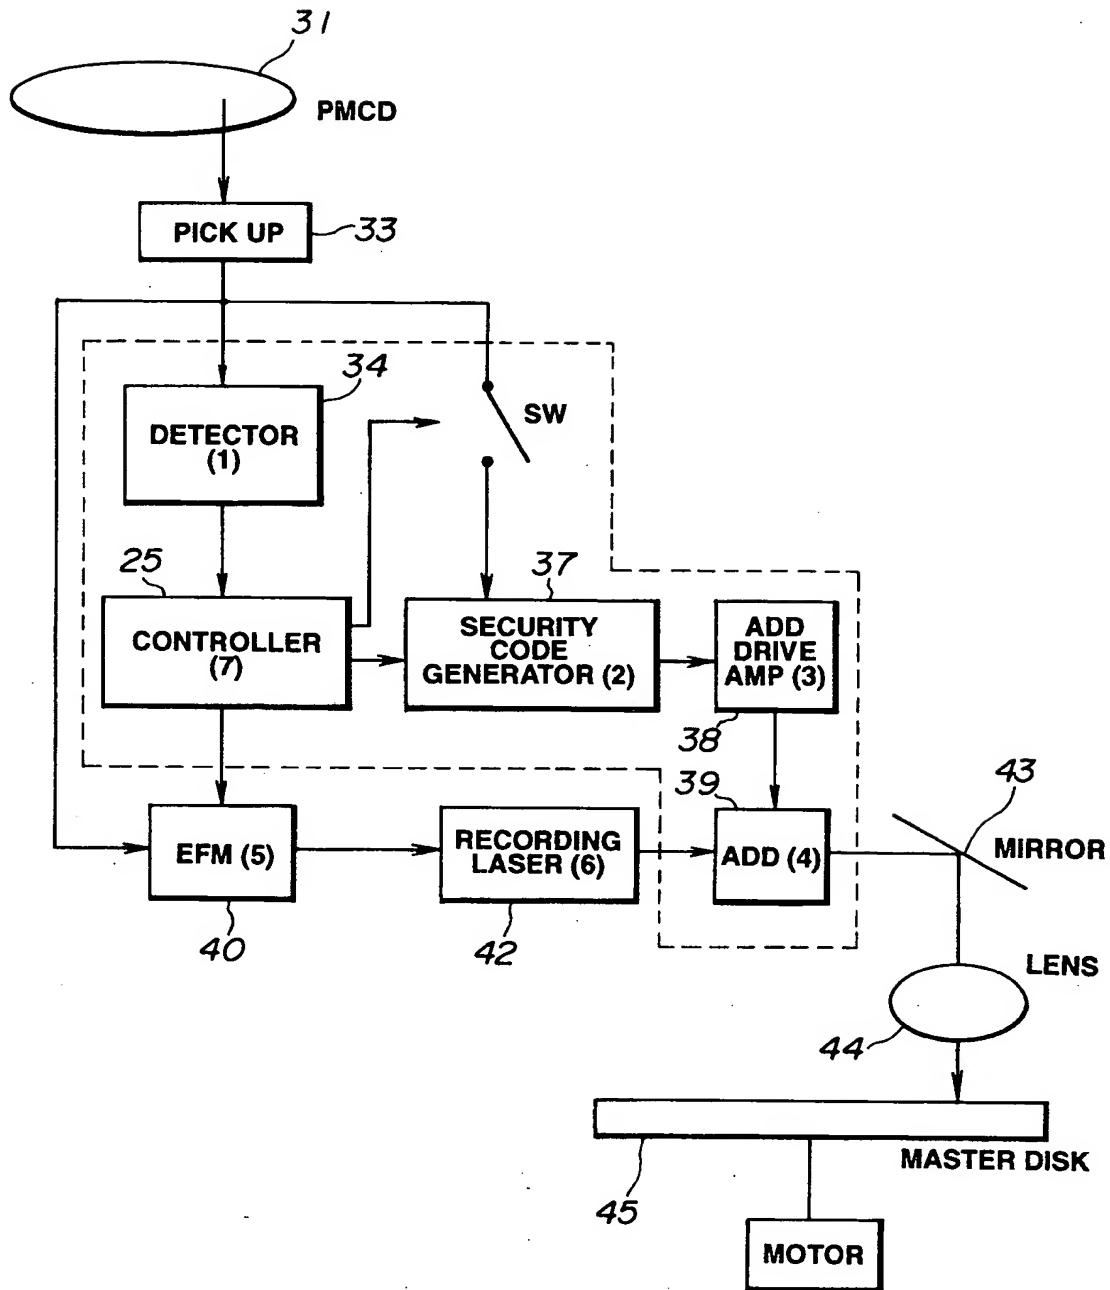 31
PMCD
PICK UP
33
34
DETECTOR
(1)
SW
25
37
CONTROLLER
(7)
SECURITY
CODE
GENERATOR (2)
ADD
DRIVE
AMP (3)
38
39
43
EFM (5)
RECORDING
LASER (6)
ADD (4)
MIRROR
40
42
LENS
44
MASTER DISK
45
MOTOR